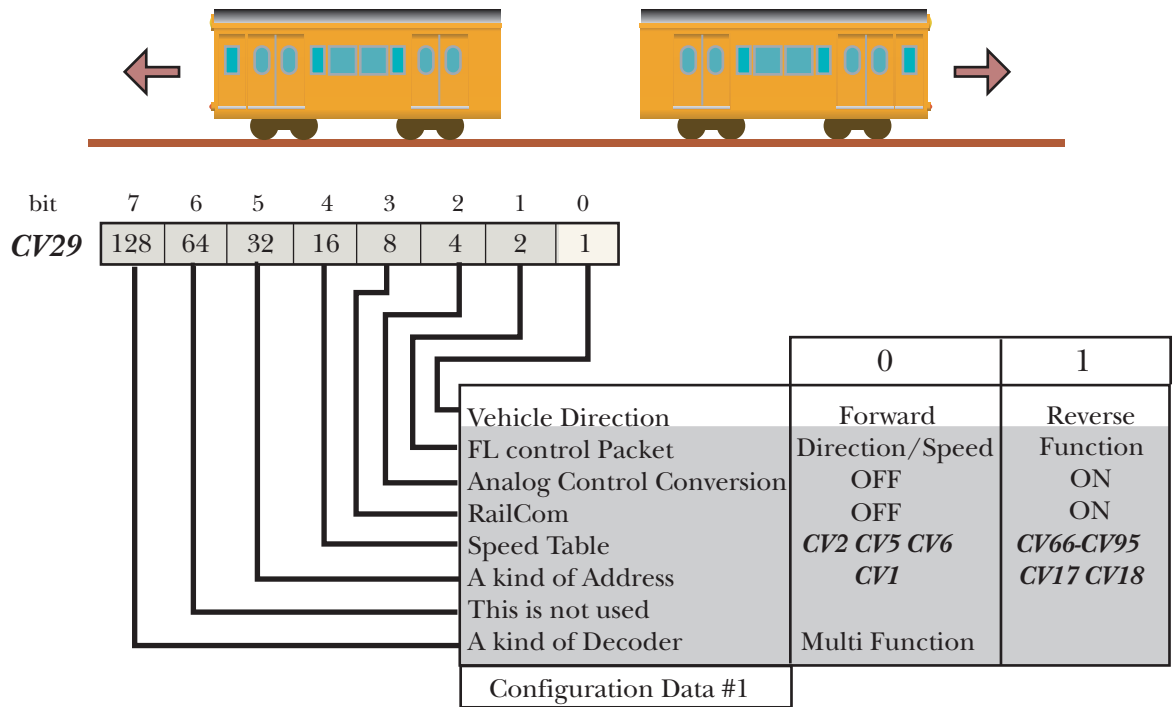 bit 7 6 5 4 3 2 1 0
CV29 128 64 32 16 8 4 2 1
0 1
Vehicle Direction Forward Reverse
FL control Packet Direction/Speed Function
Analog Control Conversion OFF ON
RailCom OFF ON
Speed Table CV2 CV5 CV6 CV66-CV95
A kind of Address CV1 CV17 CV18
This is not used
A kind of Decoder Multi Function
Configuration Data #1